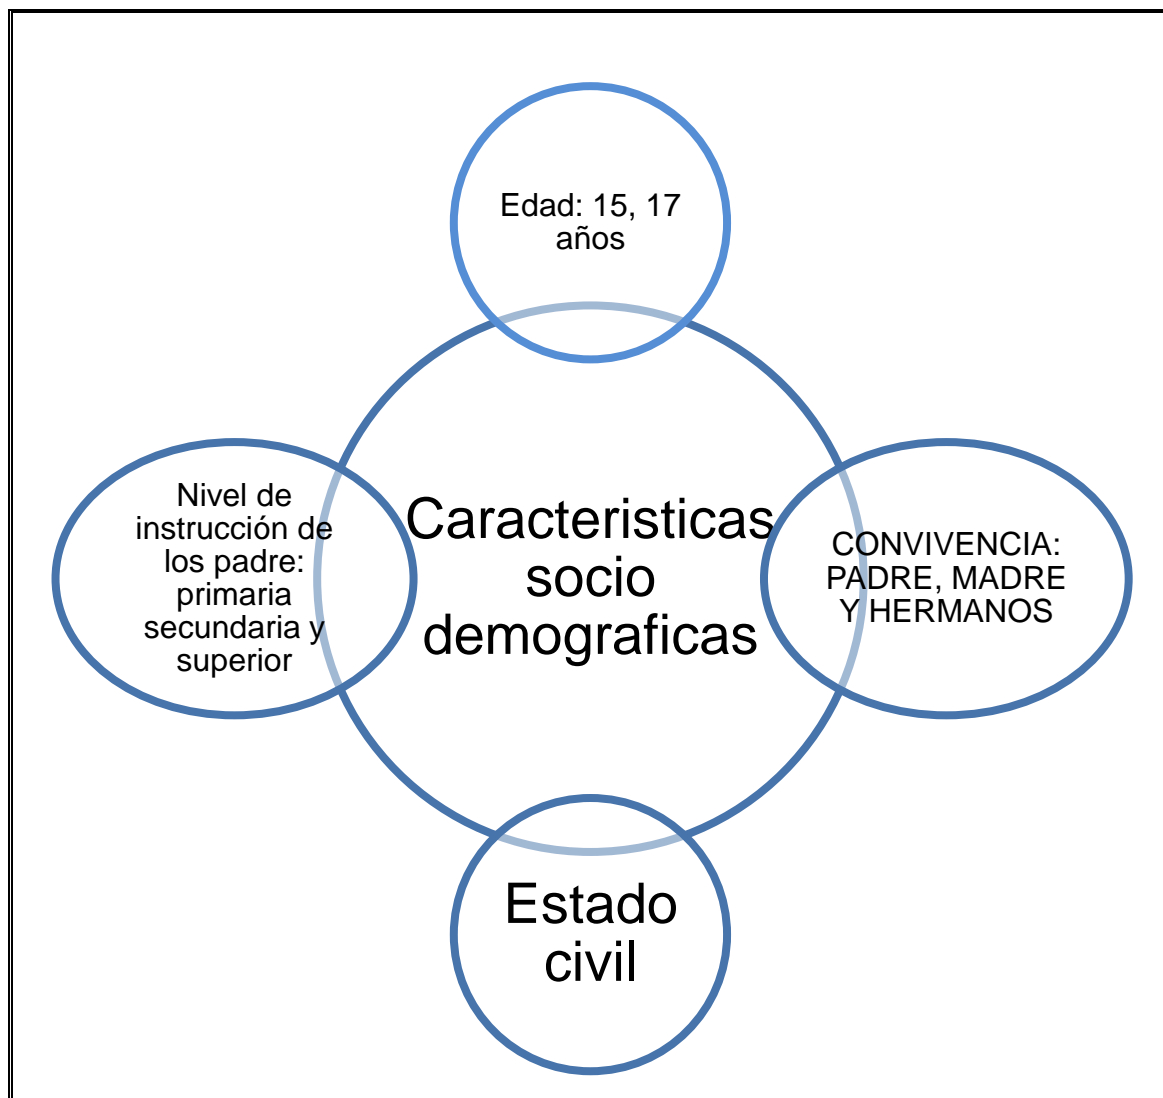 Edad: 15, 17
años
Nivel de
instrucción de
los padre:
primaria
secundaria y
superior
Caracteristicas
socio
demograficas
CONVIVENCIA:
PADRE, MADRE
Y HERMANOS
Estado
civil